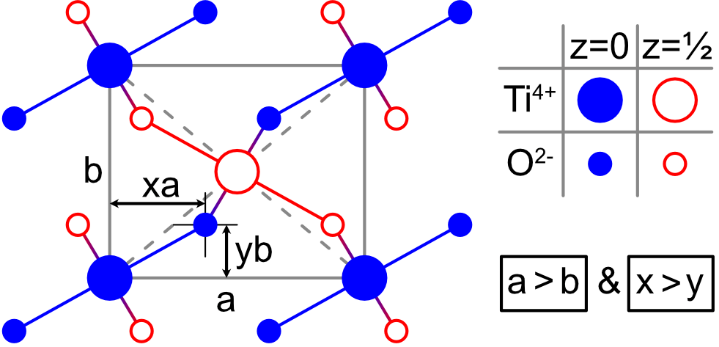 z=0 z=½
Ti⁴⁺
O²⁻
b
xa
yb
a
a > b & x > y